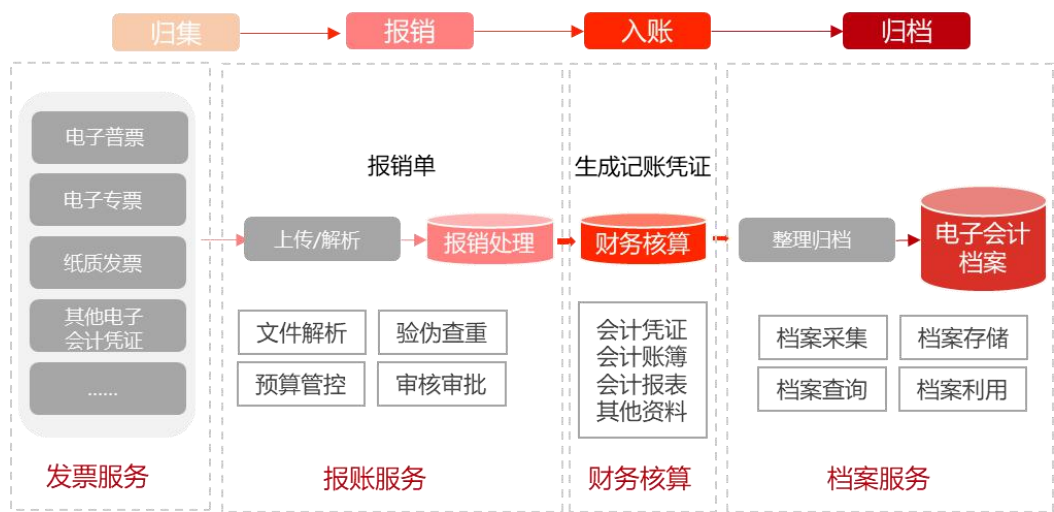 归集
报销
入账
归档
电子普票
电子专票
纸质发票
其他电子
会计凭证
......
发票服务
报销单
上传/解析
报销处理
文件解析
验伪查重
预算管控
审核审批
报账服务
生成记账凭证
财务核算
会计凭证
会计账簿
会计报表
其他资料
财务核算
整理归档
电子会计
档案
档案采集
档案存储
档案查询
档案利用
档案服务